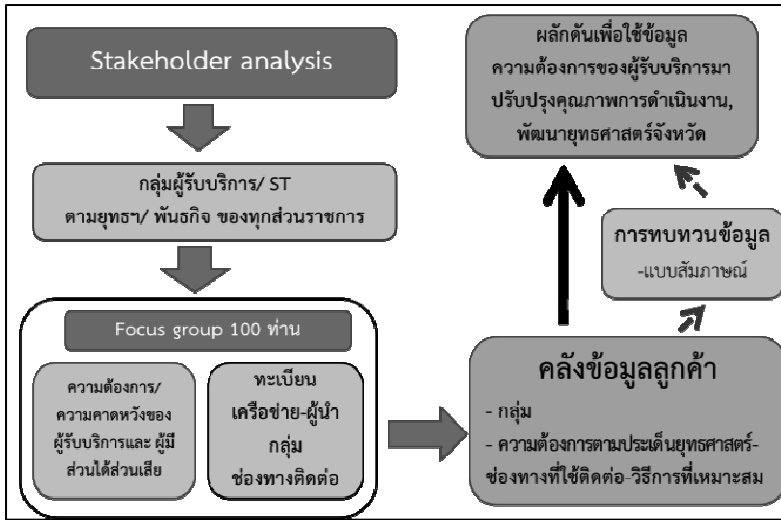 Stakeholder analysis
กลุ่มผู้รับบริการ/ ST
ตามยุทธฯ/ พันธกิจ ของทุกส่วนราชการ
Focus group 100 ท่าน
ความต้องการ/
ความคาดหวังของ
ผู้รับบริการและ ผู้มี
ส่วนได้ส่วนเสีย
ทะเบียน
เครือข่าย-ผู้นำ
กลุ่ม
ช่องทางติดต่อ
คลังข้อมูลลูกค้า
- กลุ่ม
- ความต้องการตามประเด็นยุทธศาสตร์-
ช่องทางที่ใช้ติดต่อ-วิธีการที่เหมาะสม
การทบทวนข้อมูล
-แบบสัมภาษณ์
ผลักดันเพื่อใช้ข้อมูล
ความต้องการของผู้รับบริการมา
ปรับปรุงคุณภาพการดำเนินงาน,
พัฒนายุทธศาสตร์จังหวัด